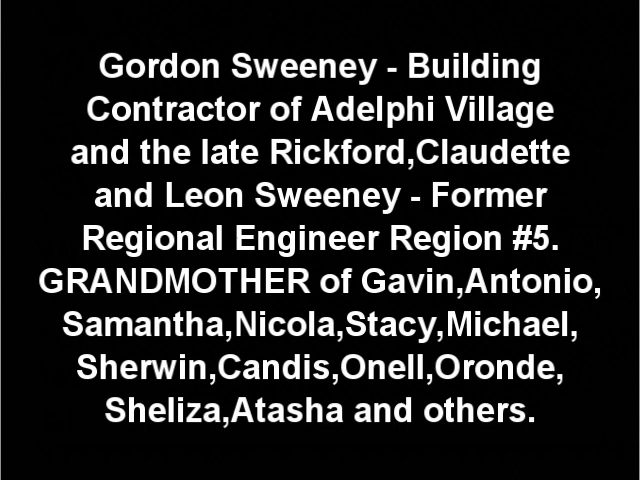 Gordon Sweeney - Building
Contractor of Adelphi Village
and the late Rickford,Claudette
and Leon Sweeney - Former
Regional Engineer Region #5.
GRANDMOTHER of Gavin,Antonio,
Samantha,Nicola,Stacy,Michael,
Sherwin,Candis,Onell,Oronde,
Sheliza,Atasha and others.